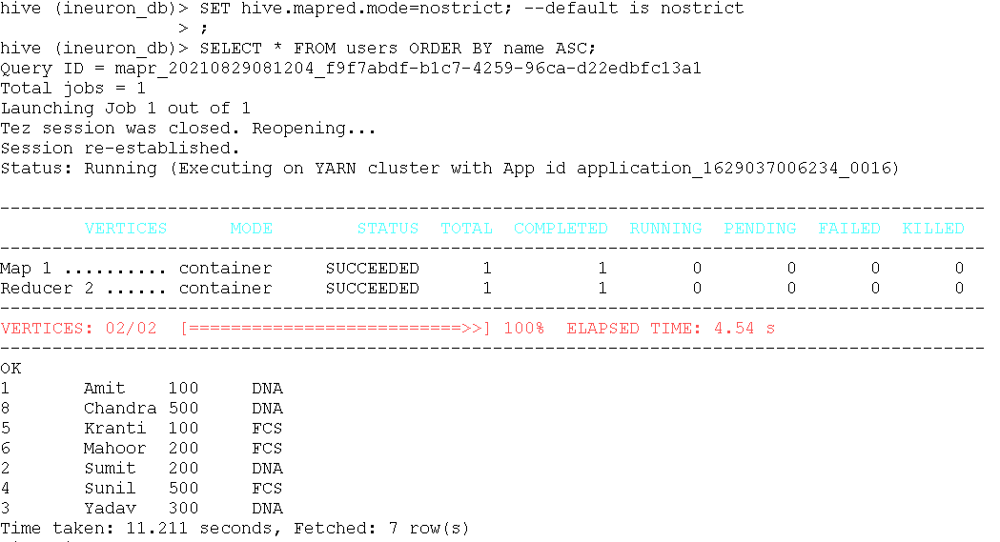 hive (ineuron_db)> SET hive.mapred.mode=nostrict; --default is nostrict
                 > ;
hive (ineuron_db)> SELECT * FROM users ORDER BY name ASC;
Query ID = mapr_20210829081204_f9f7abdf-b1c7-4259-96ca-d22edbfc13a1
Total jobs = 1
Launching Job 1 out of 1
Tez session was closed. Reopening...
Session re-established.
Status: Running (Executing on YARN cluster with App id application_1629037006234_0016)
----------------------------------------------------------------------------------------------
        VERTICES      MODE        STATUS  TOTAL  COMPLETED  RUNNING  PENDING  FAILED  KILLED
----------------------------------------------------------------------------------------------
Map 1 .......... container     SUCCEEDED      1          1        0        0       0       0
Reducer 2 ...... container     SUCCEEDED      1          1        0        0       0       0
----------------------------------------------------------------------------------------------
VERTICES: 02/02  [==========================>>] 100%  ELAPSED TIME: 4.54 s
----------------------------------------------------------------------------------------------
OK
1       Amit    100     DNA
8       Chandra 500     DNA
5       Kranti  100     FCS
6       Mahoor  200     FCS
2       Sumit   200     DNA
4       Sunil   500     FCS
3       Yadav   300     DNA
Time taken: 11.211 seconds, Fetched: 7 row(s)